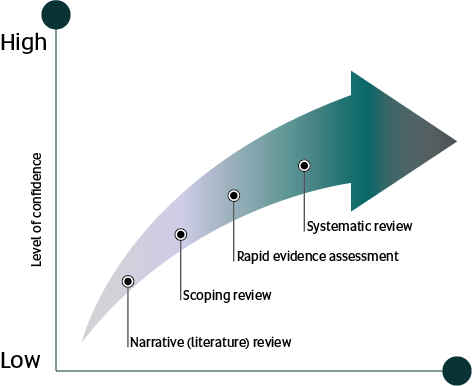 High
Level of confidence
Systematic review
Rapid evidence assessment
Scoping review
Narrative (literature) review
Low